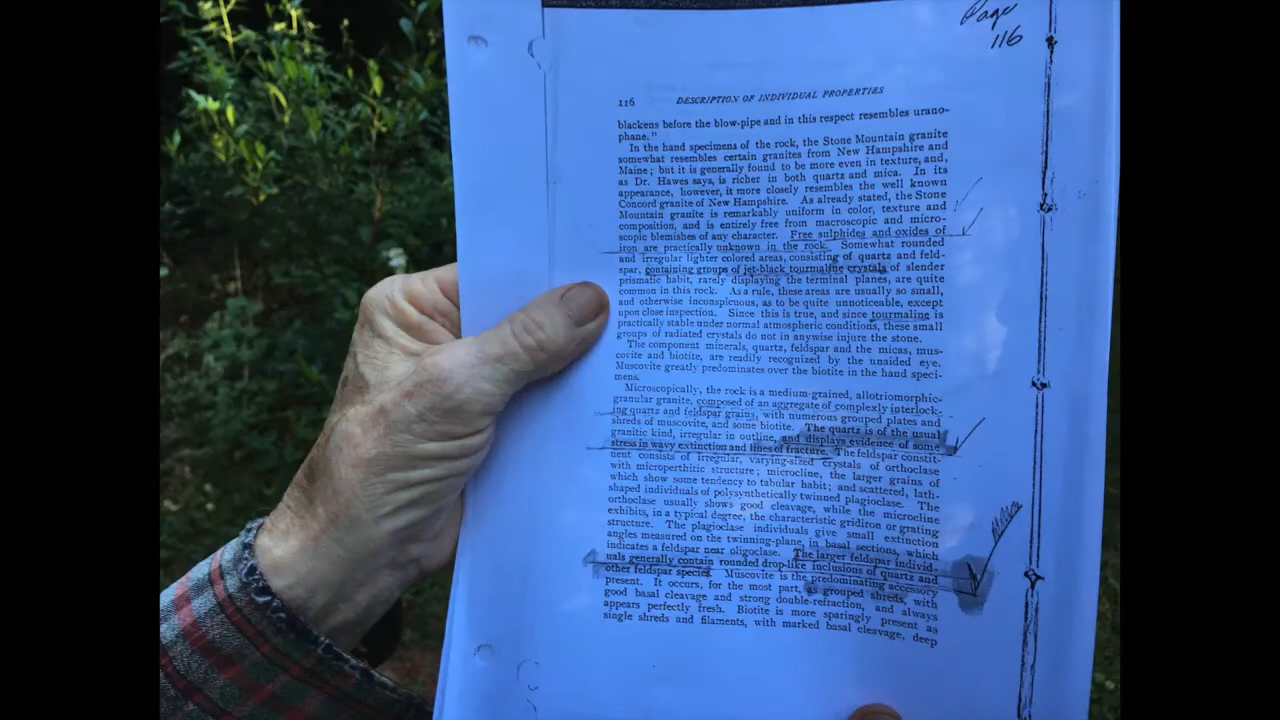 Page
116
116 DESCRIPTION OF INDIVIDUAL PROPERTIES
blackens before the blow-pipe and in this respect resembles urano-
phane."
In the hand specimens of the rock, the Stone Mountain granite
somewhat resembles certain granites from New Hampshire and
Maine; but it is generally found to be more even in texture, and,
as Dr. Hawes says, is richer in both quartz and mica. In its
appearance, however, it more closely resembles the well known
Concord granite of New Hampshire. As already stated, the Stone
Mountain granite is remarkably uniform in color, texture and
composition, and is entirely free from macroscopic and micro-
scopic blemishes of any character. Free sulphides and oxides of
iron are practically unknown in the rock. Somewhat rounded
and irregular lighter colored areas, consisting of quartz and feld-
spar, containing groups of jet-black tourmaline crystals of slender
prismatic habit, rarely displaying the terminal planes, are quite
common in this rock. As a rule, these areas are usually so small,
and otherwise inconspicuous, as to be quite unnoticeable, except
upon close inspection. Since this is true, and since tourmaline is
practically stable under normal atmospheric conditions, these small
groups of radiated crystals do not in anywise injure the stone.
The component minerals, quartz, feldspar and the micas, mus-
covite and biotite, are readily recognized by the unaided eye.
Muscovite greatly predominates over the biotite in the hand speci-
mens.
Microscopically, the rock is a medium-grained, allotriomorphic-
granular granite, composed of an aggregate of complexly interlock-
ing quartz and feldspar grains, with numerous grouped plates and
shreds of muscovite, and some biotite. The quartz is of the usual
granitic kind, irregular in outline, and displays evidence of some
stress in wavy extinction and lines of fracture. The feldspar constit-
uent consists of irregular, varying-sized crystals of orthoclase
with microperthitic structure; microcline, the larger grains of
which show some tendency to tabular habit; and scattered, lath-
shaped individuals of polysynthetically twinned plagioclase. The
orthoclase usually shows good cleavage, while the microcline
exhibits, in a typical degree, the characteristic gridiron or grating
structure. The plagioclase individuals give small extinction
angles measured on the twinning-plane, in basal sections, which
indicates a feldspar near oligoclase. The larger feldspar individ-
uals generally contain rounded drop-like inclusions of quartz and
other feldspar species. Muscovite is the predominating accessory
present. It occurs, for the most part, as grouped shreds, with
good basal cleavage and strong double-refraction, and always
appears perfectly fresh. Biotite is more sparingly present as
single shreds and filaments, with marked basal cleavage, deep